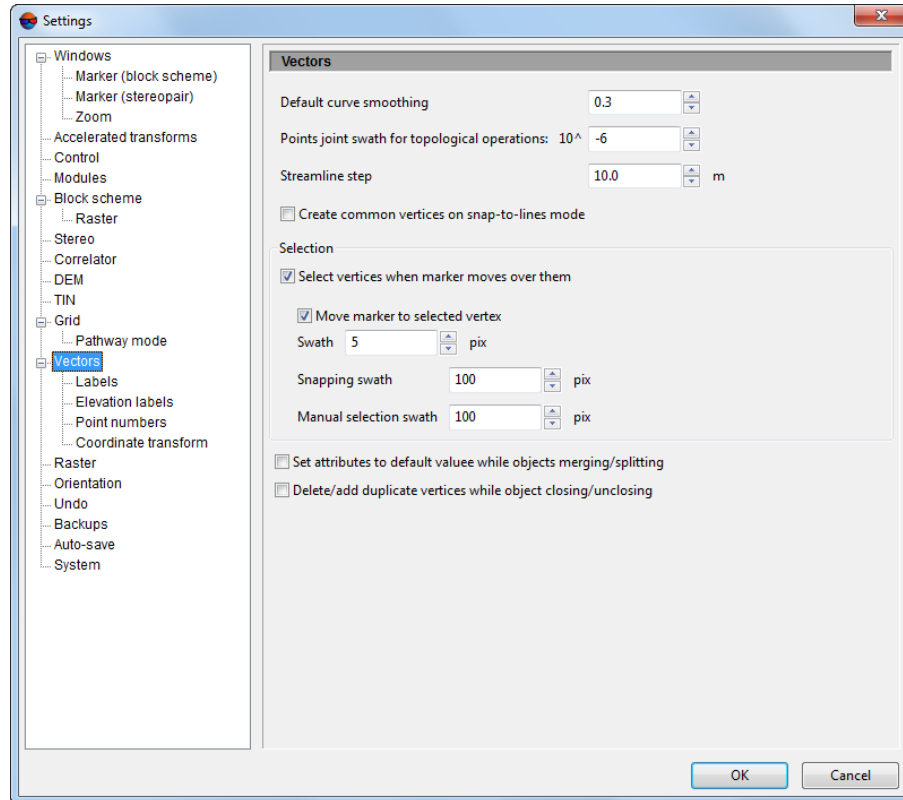 Settings
Windows
Marker (block scheme)
Marker (stereopair)
Zoom
Accelerated transforms
Control
Modules
Block scheme
Raster
Stereo
Correlator
DEM
TIN
Grid
Pathway mode
Vectors
Labels
Elevation labels
Point numbers
Coordinate transform
Raster
Orientation
Undo
Backups
Auto-save
System
Vectors
Default curve smoothing 0.3
Points joint swath for topological operations: 10^ -6
Streamline step 10.0 m
Create common vertices on snap-to-lines mode
Selection
Select vertices when marker moves over them
Move marker to selected vertex
Swath 5 pix
Snapping swath 100 pix
Manual selection swath 100 pix
Set attributes to default valuee while objects merging/splitting
Delete/add duplicate vertices while object closing/unclosing
OK Cancel